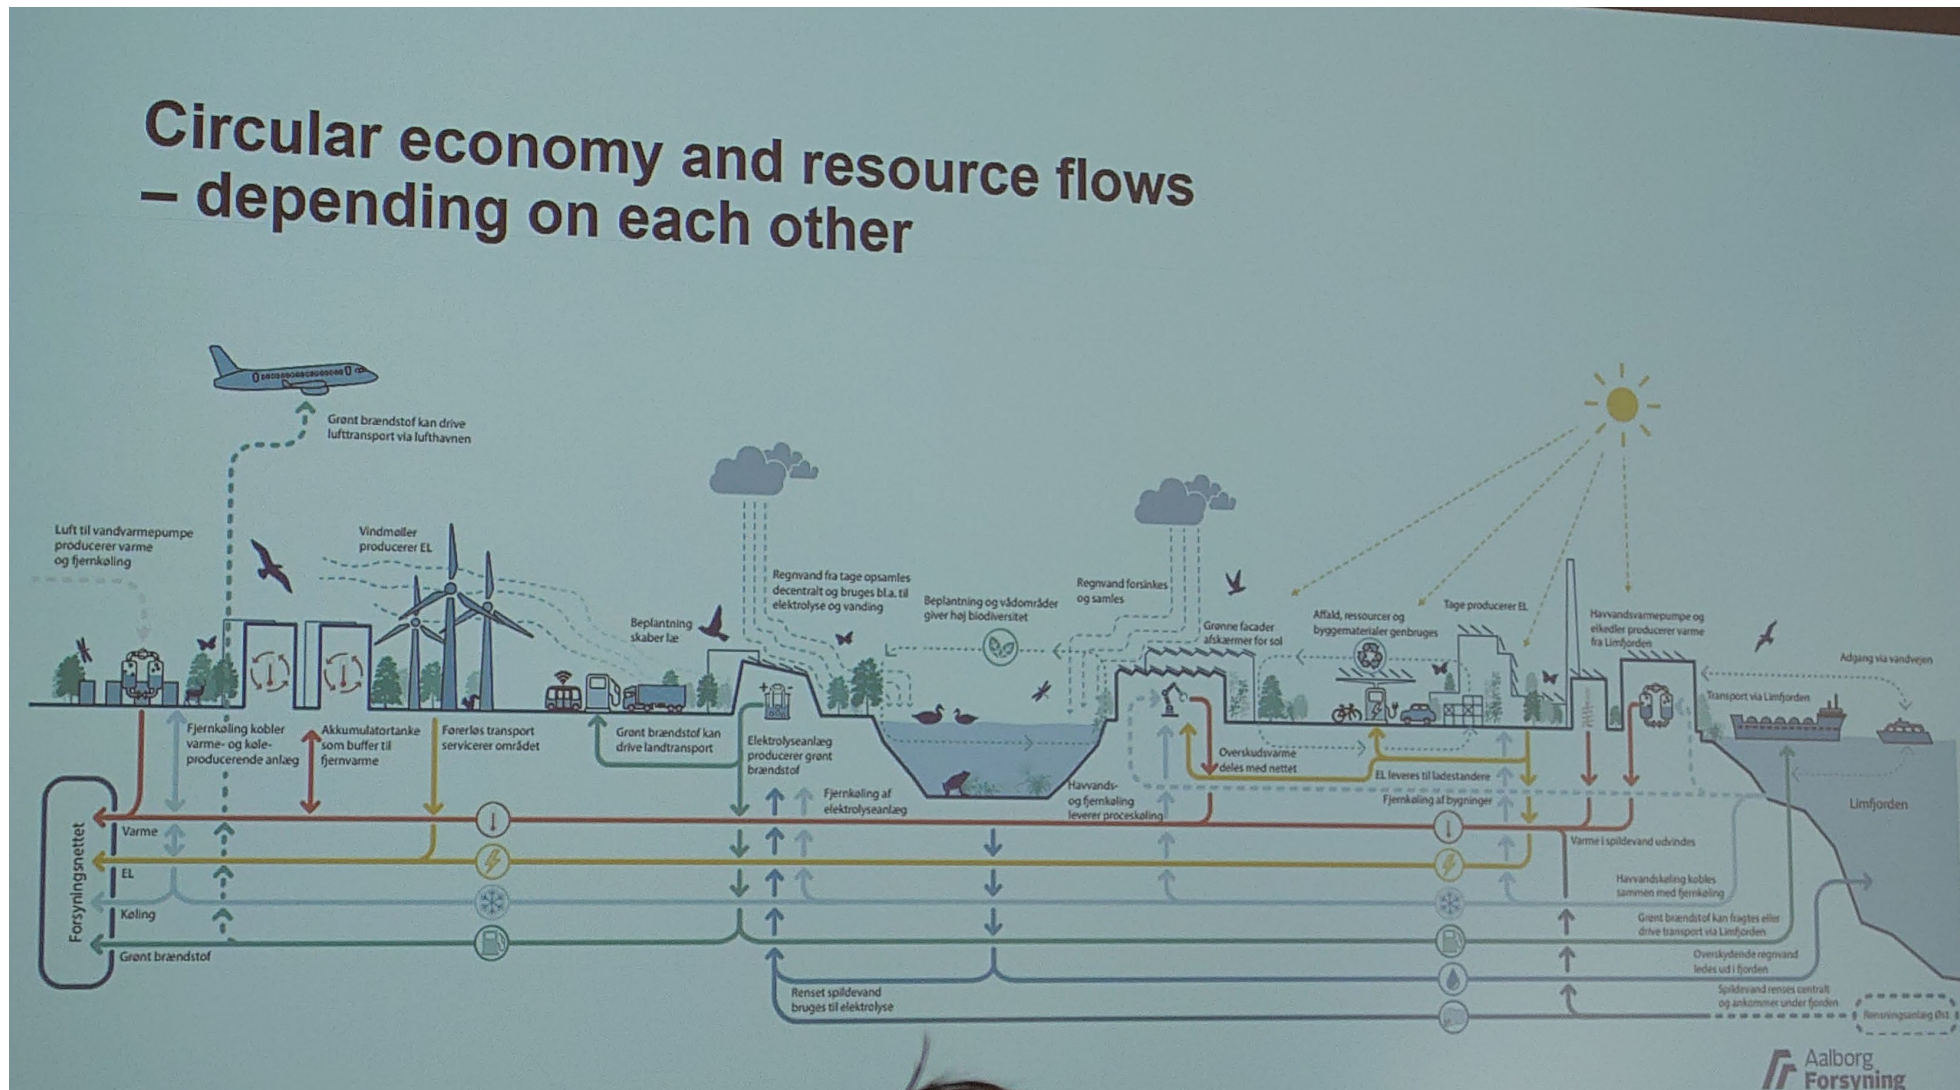 Circular economy and resource flows
– depending on each other
Grønt brændstof kan drive
lufttransport via lufthavnen
Luft til vandvarmepumpe
producerer varme
og fjernkøling
Vindmøller
producerer EL
Beplantning
skaber læ
Regnvand fra tage opsamles
decentralt og bruges bl.a. til
elektrolyse og vanding
Beplantning og vådområder
giver høj biodiversitet
Regnvand forsinkes
og samles
Grønne facader
afskærmer for sol
Affald, ressourcer og
byggematerialer genbruges
Tage producerer EL
Havvandsvarmepumpe og
elkedler producerer varme
fra Limfjorden
Adgang via vandvejen
Transport via Limfjorden
Fjernkøling kobler
varme- og køle-
producerende anlæg
Akkumulatortanke
som buffer til
fjernvarme
Førerløs transport
servicerer området
Grønt brændstof kan
drive landtransport
Elektrolyseanlæg
producerer grønt
brændstof
Fjernkøling af
elektrolyseanlæg
Havvands-
og fjernkøling
leverer proceskøling
Overskudsvarme
deles med nettet
EL leveres til ladestandere
Fjernkøling af bygninger
Limfjorden
Forsyningsnettet
Varme
EL
Køling
Grønt brændstof
Varme i spildevand udvindes
Havvandskøling kobles
sammen med fjernkøling
Grønt brændstof kan fragtes eller
drive transport via Limfjorden
Overskydende regnvand
ledes ud i fjorden
Renset spildevand
bruges til elektrolyse
Spildevand renses centralt
og ankommer under fjorden
Rensningsanlæg Øst
Aalborg
Forsyning